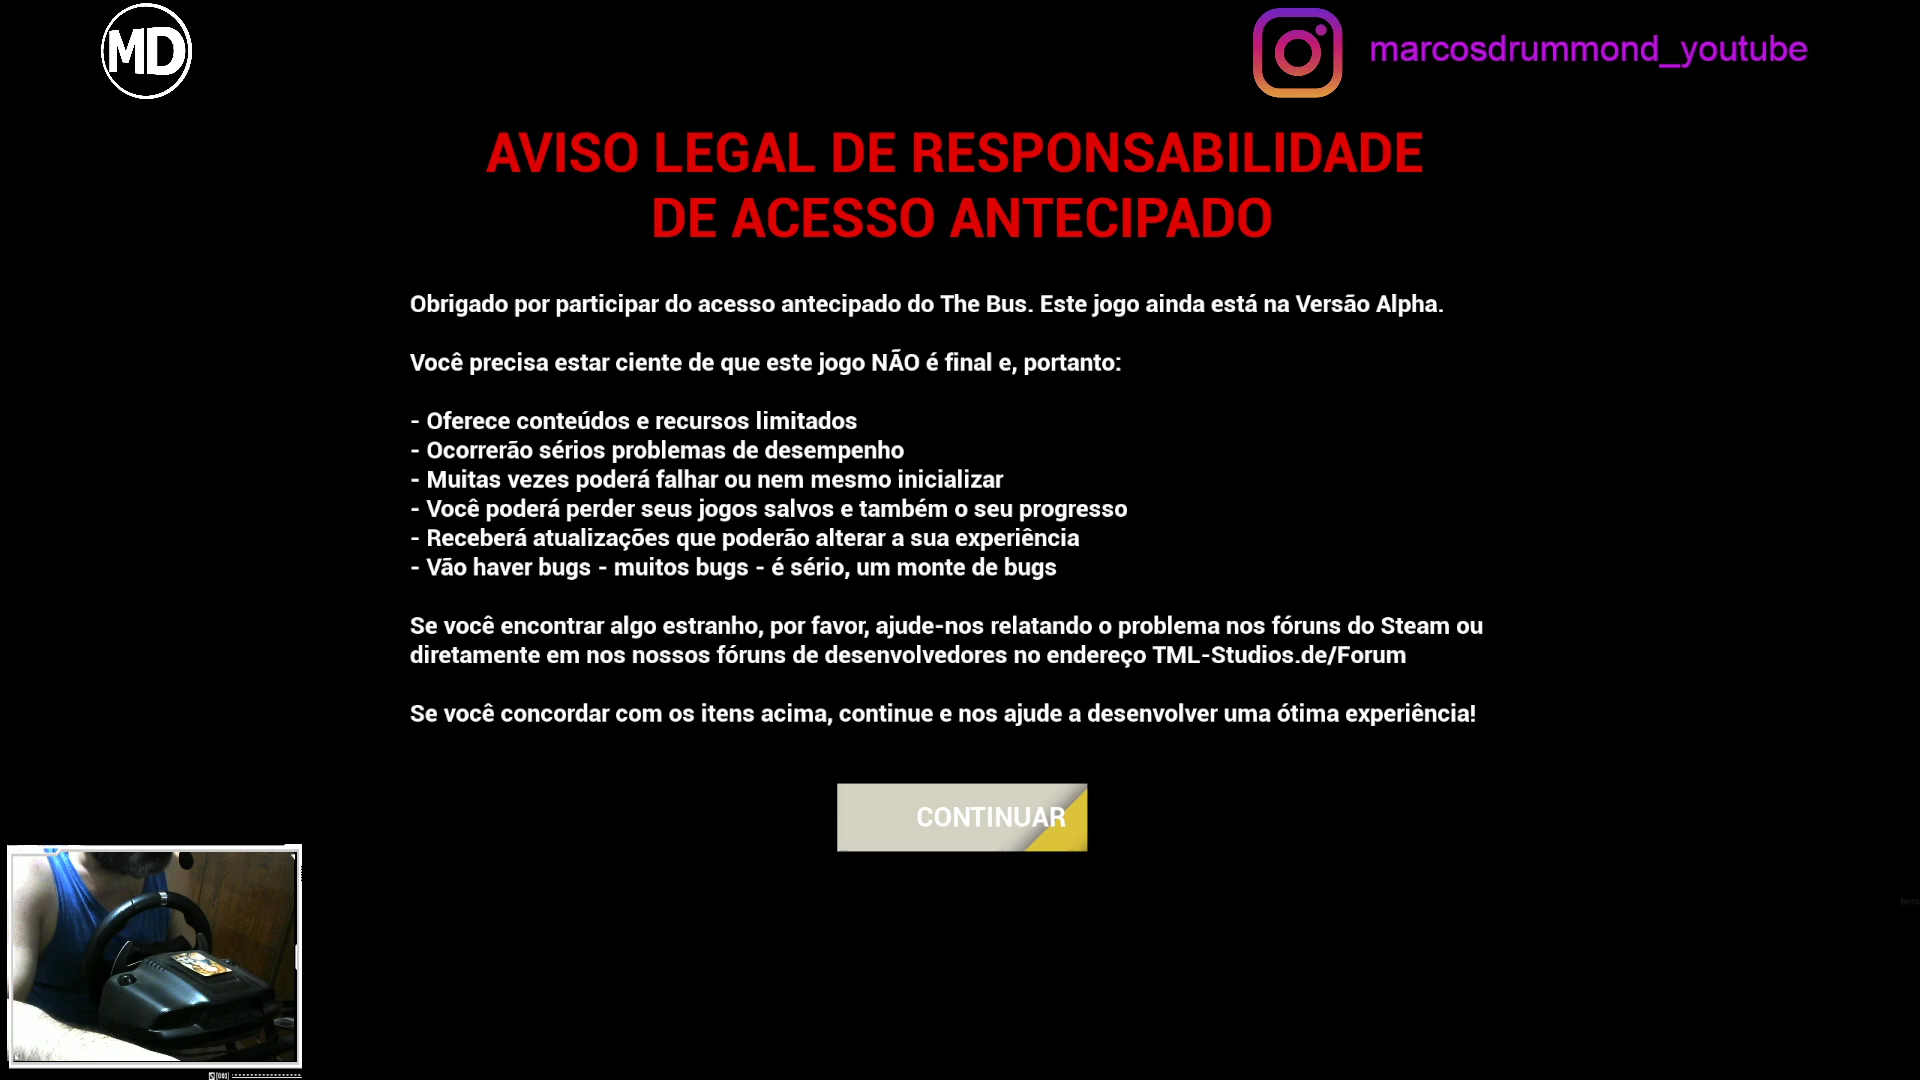 MD
marcosdrummond_youtube
AVISO LEGAL DE RESPONSABILIDADE
DE ACESSO ANTECIPADO
Obrigado por participar do acesso antecipado do The Bus. Este jogo ainda está na Versão Alpha.
Você precisa estar ciente de que este jogo NÃO é final e, portanto:
- Oferece conteúdos e recursos limitados
- Ocorrerão sérios problemas de desempenho
- Muitas vezes poderá falhar ou nem mesmo inicializar
- Você poderá perder seus jogos salvos e também o seu progresso
- Receberá atualizações que poderão alterar a sua experiência
- Vão haver bugs - muitos bugs - é sério, um monte de bugs
Se você encontrar algo estranho, por favor, ajude-nos relatando o problema nos fóruns do Steam ou
diretamente em nos nossos fóruns de desenvolvedores no endereço TML-Studios.de/Forum
Se você concordar com os itens acima, continue e nos ajude a desenvolver uma ótima experiência!
CONTINUAR
beta